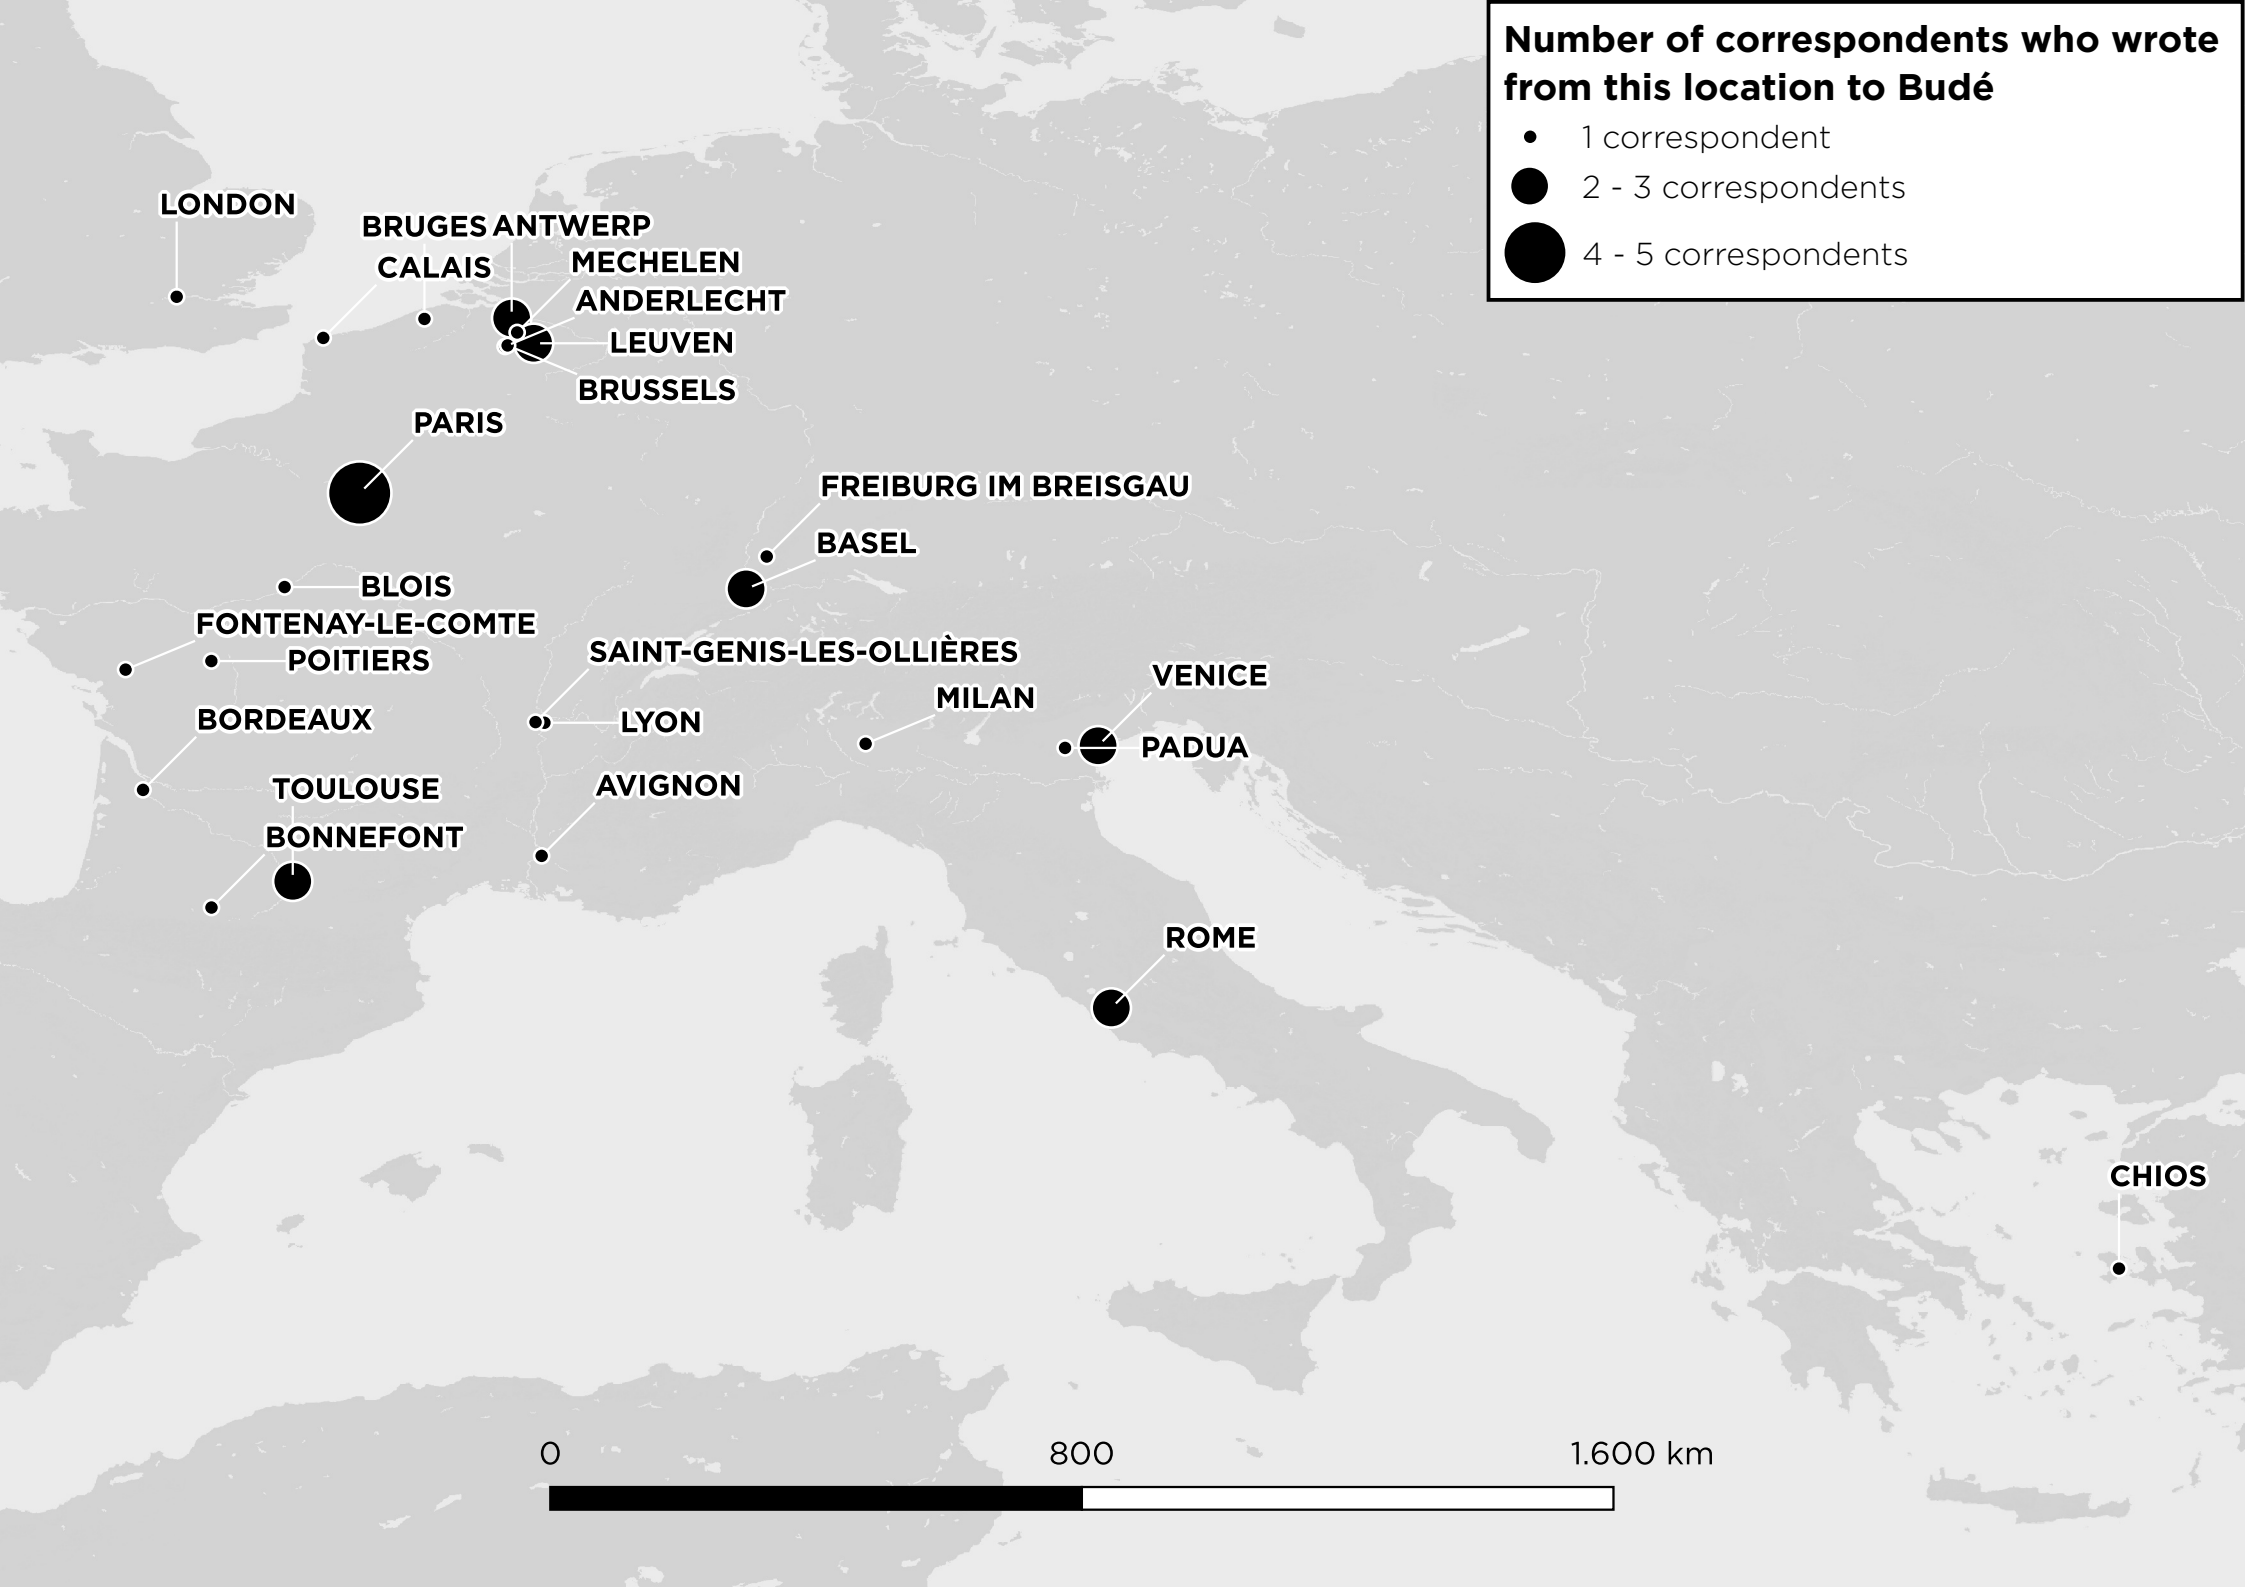 Number of correspondents who wrote
from this location to Budé
1 correspondent
2 - 3 correspondents
4 - 5 correspondents
LONDON
BRUGES
ANTWERP
CALAIS
MECHELEN
ANDERLECHT
LEUVEN
BRUSSELS
PARIS
FREIBURG IM BREISGAU
BASEL
BLOIS
FONTENAY-LE-COMTE
POITIERS
SAINT-GENIS-LES-OLLIÈRES
VENICE
MILAN
BORDEAUX
LYON
PADUA
TOULOUSE
AVIGNON
BONNEFONT
ROME
CHIOS
0
800
1.600 km